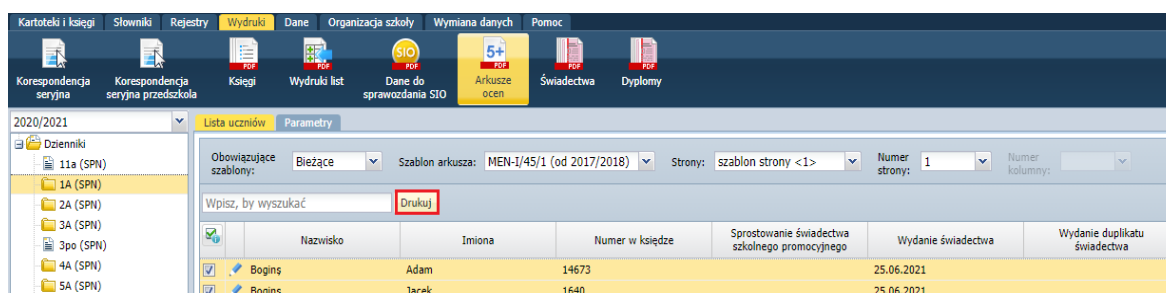 Kartoteki i księgi Słowniki Rejestry Wydruki Dane Organizacja szkoły Wymiana danych Pomoc
5+
SIO
PDF PDF PDF PDF PDF PDF
Korespondencja seryjna
Korespondencja seryjna przedszkola
Księgi
Wydruki list
Dane do sprawozdania SIO
Arkusze ocen
Świadectwa
Dyplomy
2020/2021
Dzienniki
11a (SPN)
1A (SPN)
2A (SPN)
3A (SPN)
3po (SPN)
4A (SPN)
5A (SPN)
Lista uczniów Parametry
Obowiązujące szablony: Bieżące Szablon arkusza: MEN-I/45/1 (od 2017/2018) Strony: szablon strony <1> Numer strony: 1 Numer kolumny:
Wpisz, by wyszukać Drukuj
Nazwisko Imiona Numer w księdze Sprostowanie świadectwa szkolnego promocyjnego Wydanie świadectwa Wydanie duplikatu świadectwa
Boginş Adam 14673 25.06.2021
Boginş Jacek 1640 25.06.2021